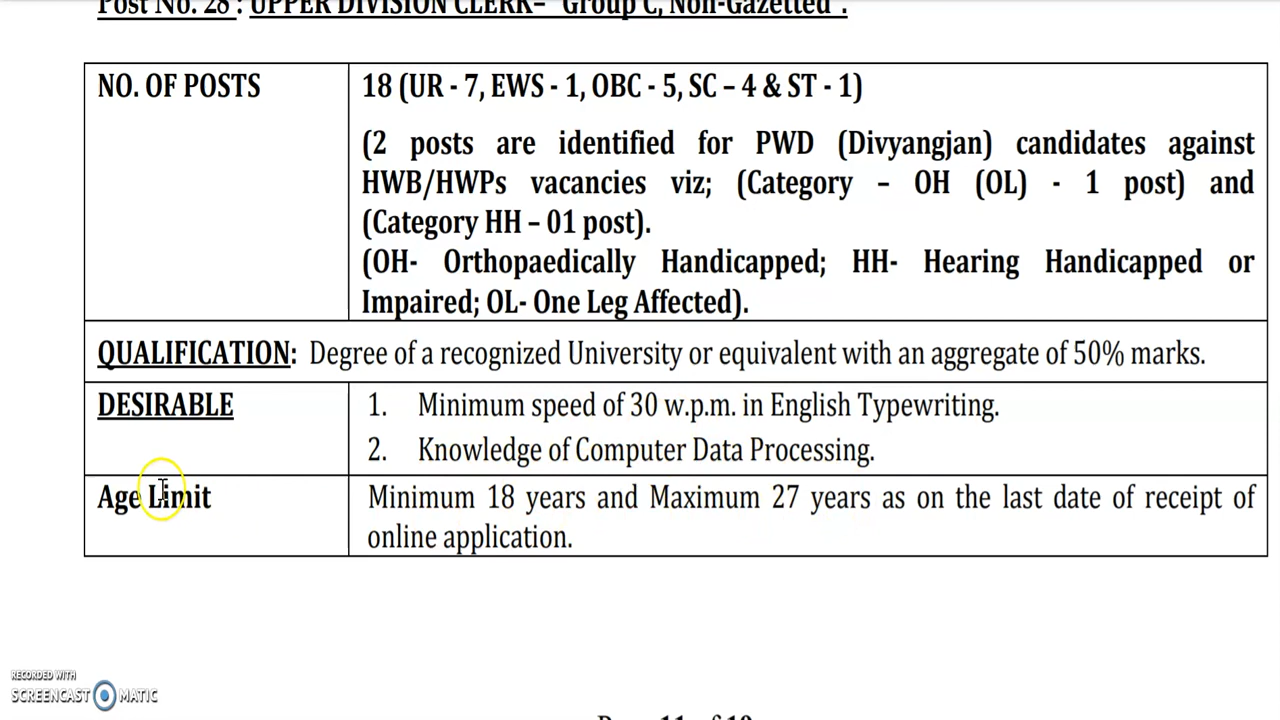 Post No. 28 : UPPER DIVISION CLERK– "Group C, Non-Gazetted".
NO. OF POSTS
18 (UR - 7, EWS - 1, OBC - 5, SC – 4 & ST - 1)
(2 posts are identified for PWD (Divyangjan) candidates against
HWB/HWPs vacancies viz; (Category – OH (OL) - 1 post) and
(Category HH – 01 post).
(OH- Orthopaedically Handicapped; HH- Hearing Handicapped or
Impaired; OL- One Leg Affected).
QUALIFICATION: Degree of a recognized University or equivalent with an aggregate of 50% marks.
DESIRABLE
1. Minimum speed of 30 w.p.m. in English Typewriting.
2. Knowledge of Computer Data Processing.
Age Limit
Minimum 18 years and Maximum 27 years as on the last date of receipt of
online application.
RECORDED WITH
SCREENCAST MATIC